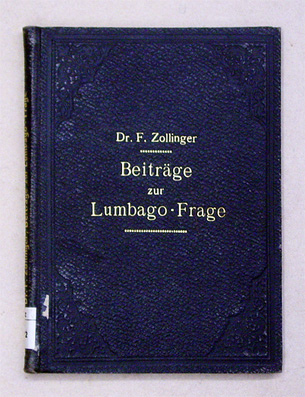 Dr. F. Zollinger
Beiträge
zur
Lumbago-Frage